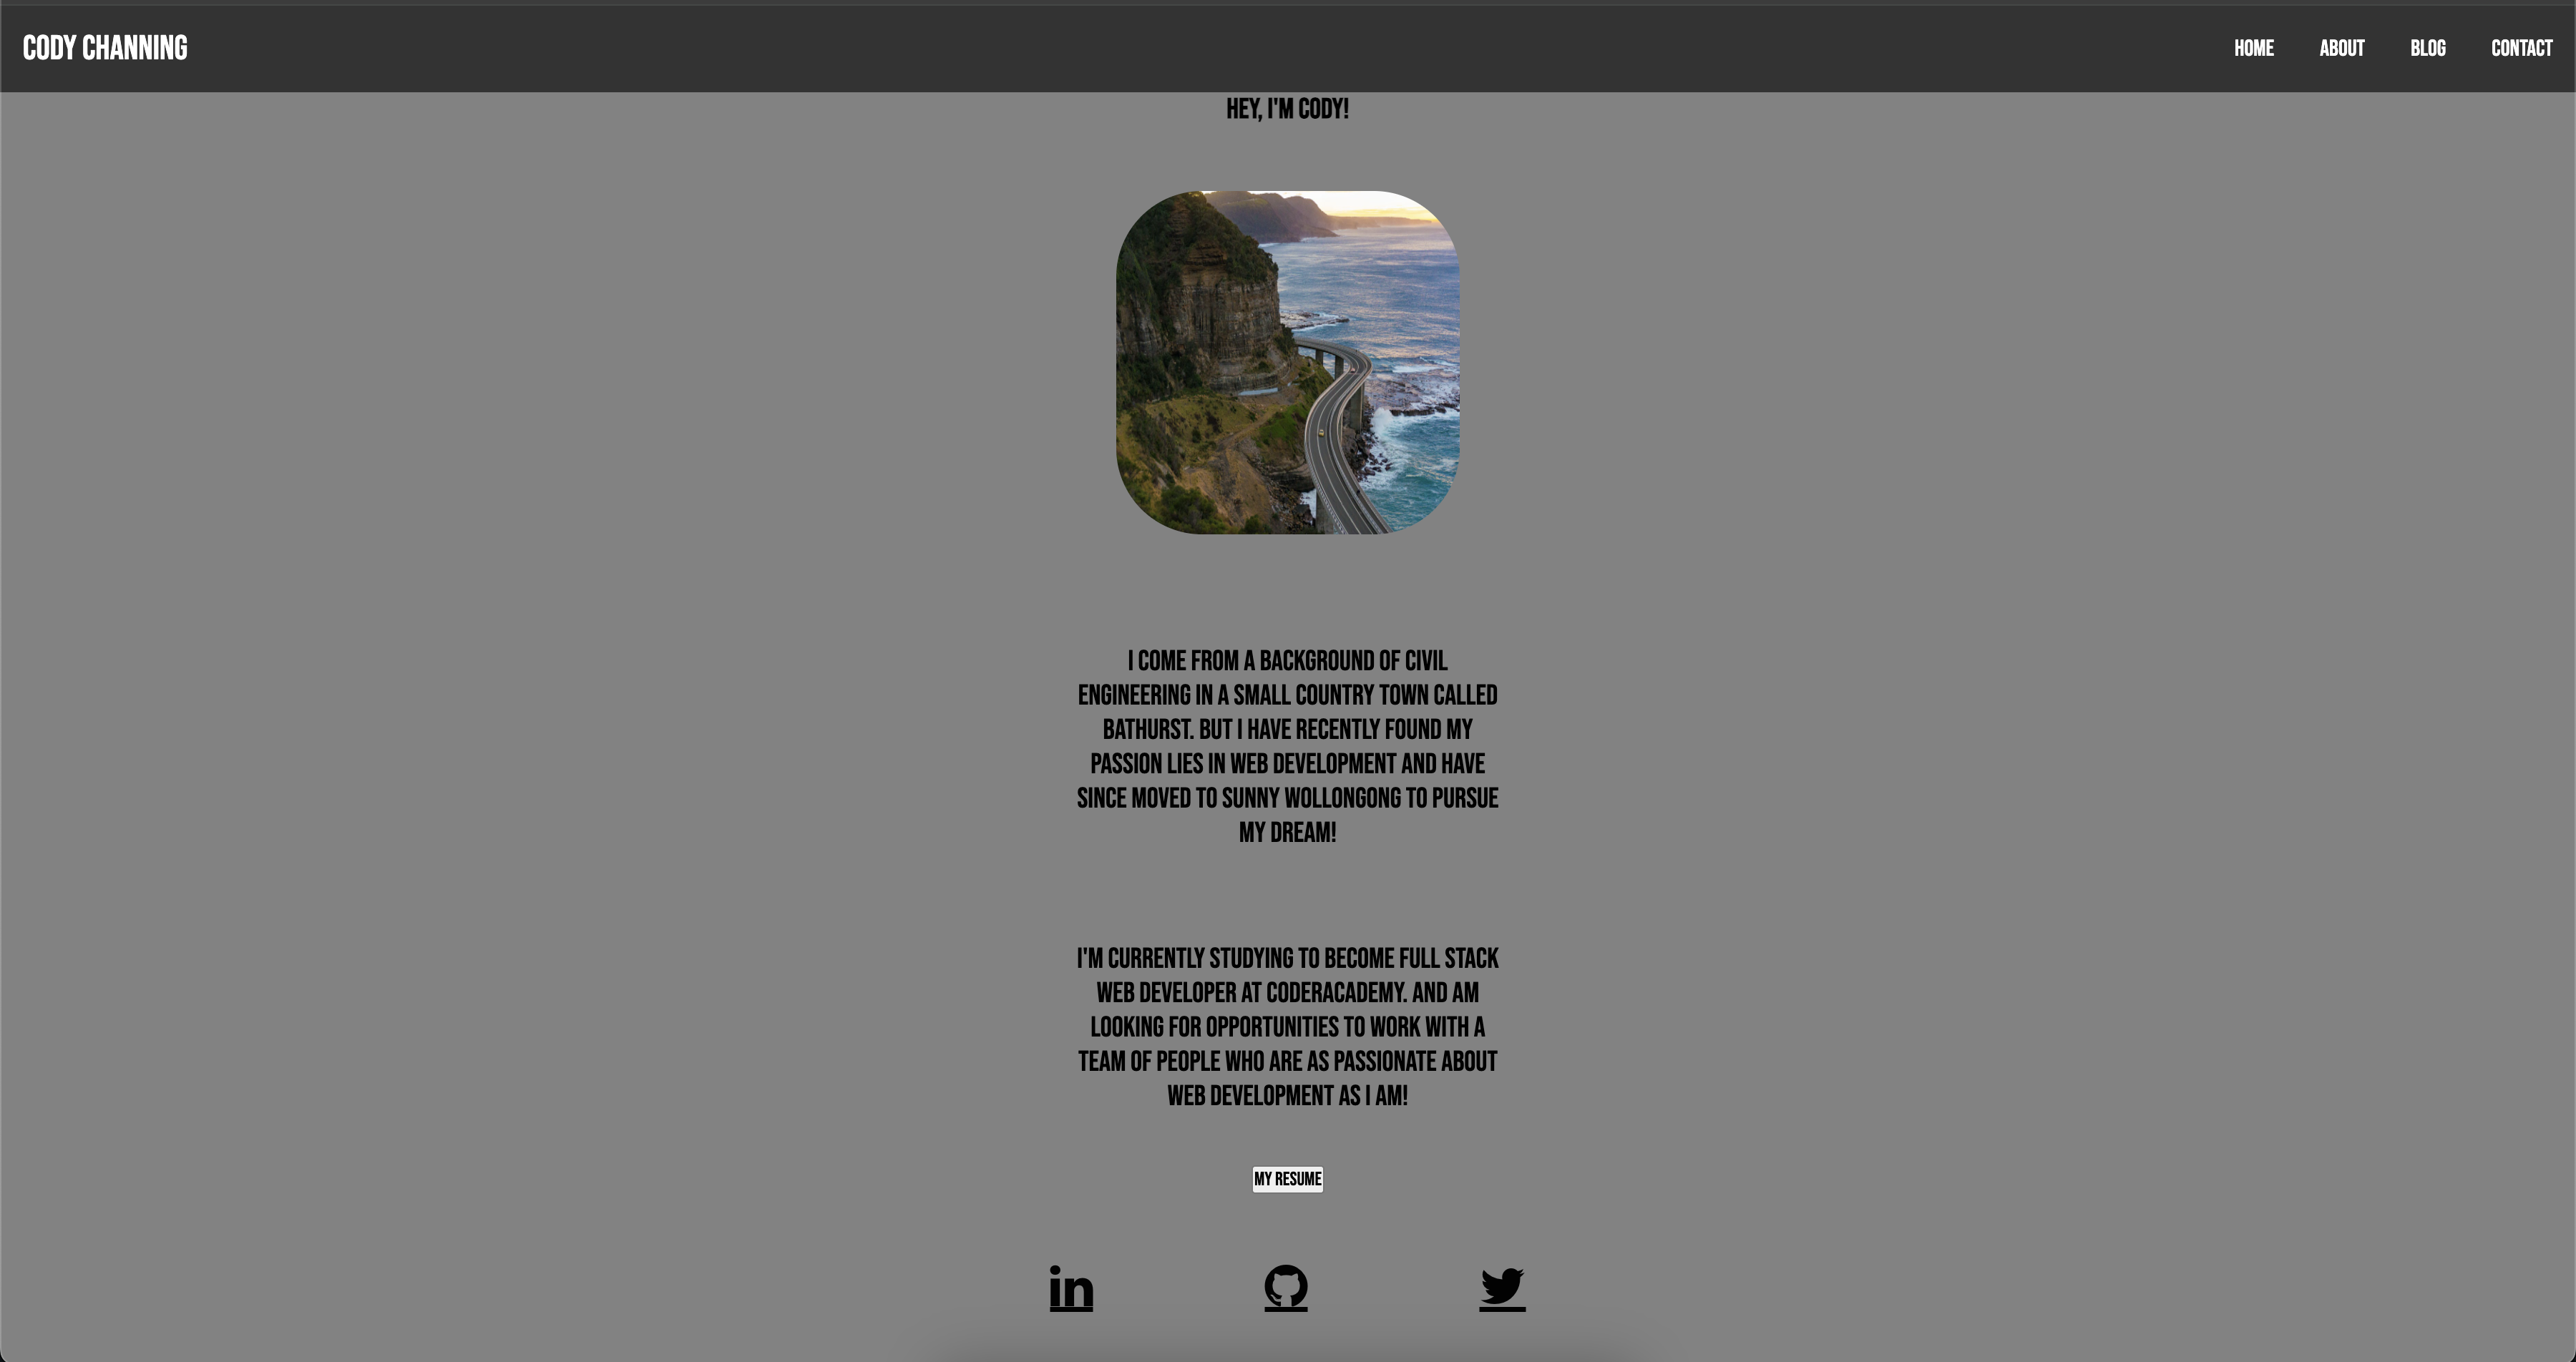 CODY CHANNING
HOME ABOUT BLOG CONTACT
HEY, I'M CODY!
I COME FROM A BACKGROUND OF CIVIL
ENGINEERING IN A SMALL COUNTRY TOWN CALLED
BATHURST. BUT I HAVE RECENTLY FOUND MY
PASSION LIES IN WEB DEVELOPMENT AND HAVE
SINCE MOVED TO SUNNY WOLLONGONG TO PURSUE
MY DREAM!
I'M CURRENTLY STUDYING TO BECOME FULL STACK
WEB DEVELOPER AT CODERACADEMY. AND AM
LOOKING FOR OPPORTUNITIES TO WORK WITH A
TEAM OF PEOPLE WHO ARE AS PASSIONATE ABOUT
WEB DEVELOPMENT AS I AM!
MY RESUME
in